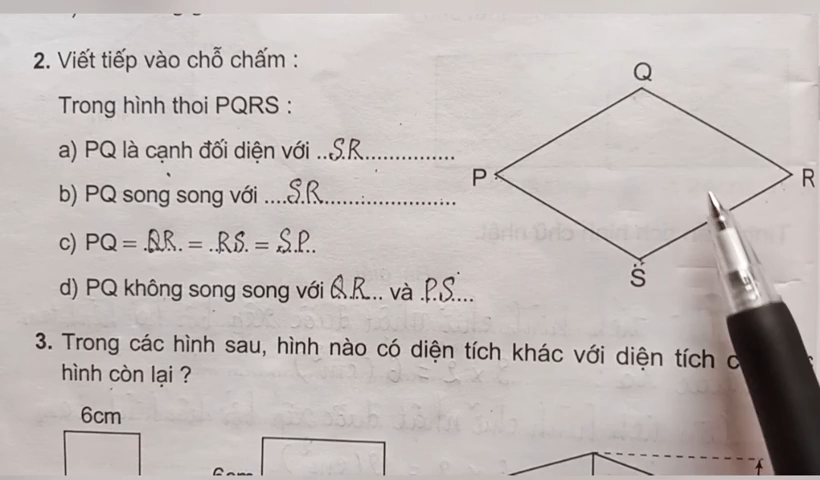 2. Viết tiếp vào chỗ chấm :
Trong hình thoi PQRS :
a) PQ là cạnh đối diện với ..SR................
b) PQ song song với ....SR.......................
c) PQ = .QR. = ..RS. = .S.P..
d) PQ không song song với Q.R... và .P.S....
Q
P
R
S
3. Trong các hình sau, hình nào có diện tích khác với diện tích
hình còn lại ?
6cm